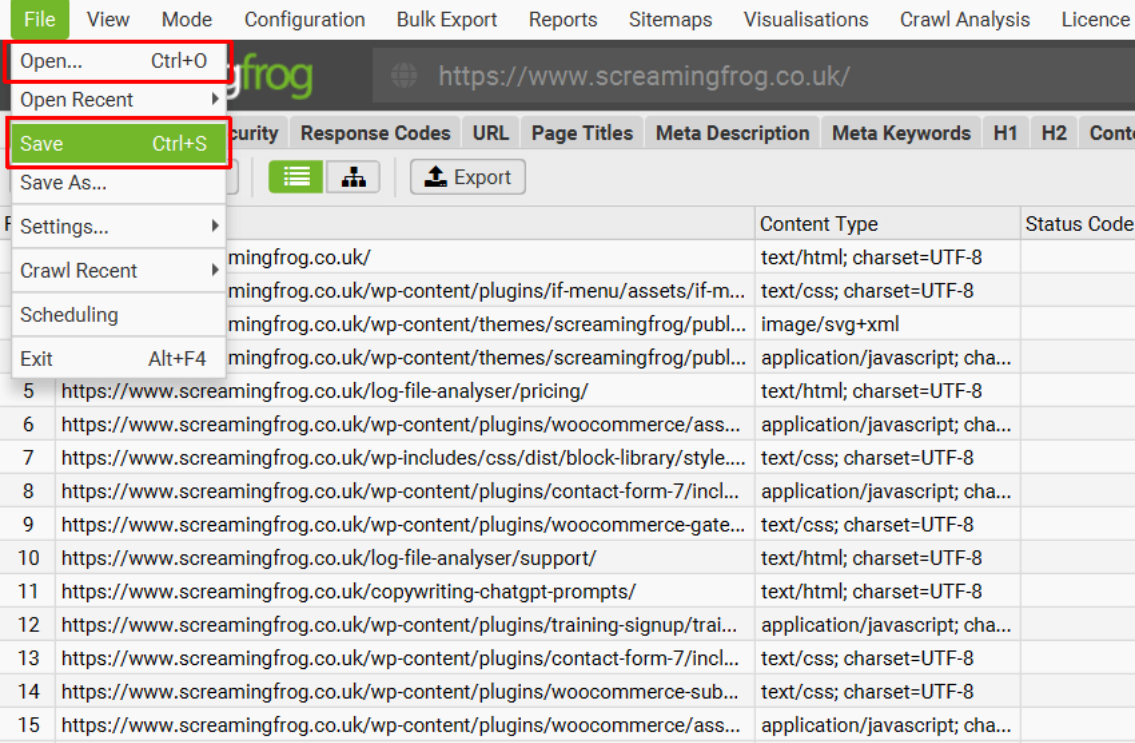 File View Mode Configuration Bulk Export Reports Sitemaps Visualisations Crawl Analysis Licence
Open... Ctrl+O
Open Recent
Save Ctrl+S
Save As...
Settings...
Crawl Recent
Scheduling
Exit Alt+F4
gfrog https://www.screamingfrog.co.uk/
curity Response Codes URL Page Titles Meta Description Meta Keywords H1 H2 Conte
Export
Content Type Status Code
mingfrog.co.uk/ text/html; charset=UTF-8
mingfrog.co.uk/wp-content/plugins/if-menu/assets/if-m... text/css; charset=UTF-8
mingfrog.co.uk/wp-content/themes/screamingfrog/publ... image/svg+xml
mingfrog.co.uk/wp-content/themes/screamingfrog/publ... application/javascript; cha...
5 https://www.screamingfrog.co.uk/log-file-analyser/pricing/ text/html; charset=UTF-8
6 https://www.screamingfrog.co.uk/wp-content/plugins/woocommerce/ass... application/javascript; cha...
7 https://www.screamingfrog.co.uk/wp-includes/css/dist/block-library/style.... text/css; charset=UTF-8
8 https://www.screamingfrog.co.uk/wp-content/plugins/contact-form-7/incl... application/javascript; cha...
9 https://www.screamingfrog.co.uk/wp-content/plugins/woocommerce-gate... text/css; charset=UTF-8
10 https://www.screamingfrog.co.uk/log-file-analyser/support/ text/html; charset=UTF-8
11 https://www.screamingfrog.co.uk/copywriting-chatgpt-prompts/ text/html; charset=UTF-8
12 https://www.screamingfrog.co.uk/wp-content/plugins/training-signup/trai... application/javascript; cha...
13 https://www.screamingfrog.co.uk/wp-content/plugins/contact-form-7/incl... text/css; charset=UTF-8
14 https://www.screamingfrog.co.uk/wp-content/plugins/woocommerce-sub... text/css; charset=UTF-8
15 https://www.screamingfrog.co.uk/wp-content/plugins/woocommerce/ass... application/javascript; cha...